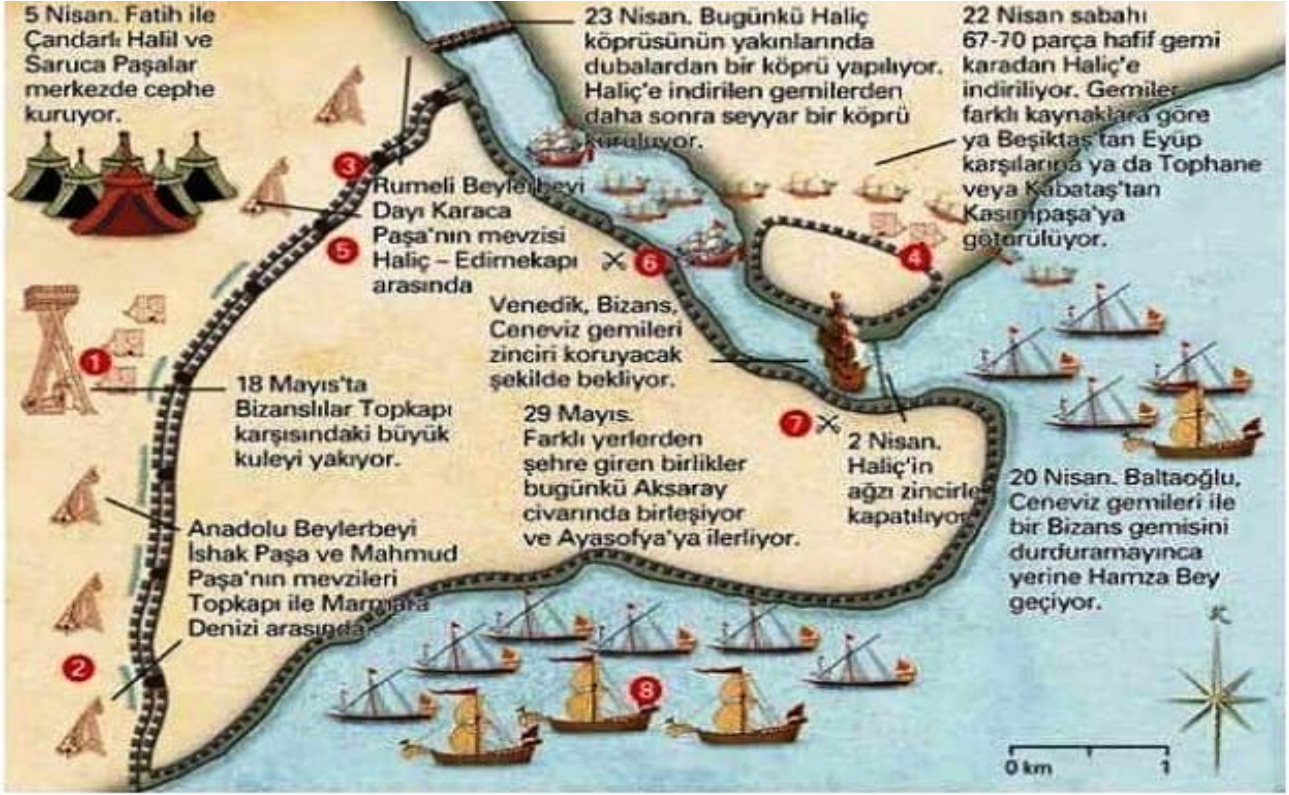 5 Nisan. Fatih ile
Çandarlı Halil ve
Saruca Paşalar
merkezde cephe
kuruyor.
23 Nisan. Bugünkü Haliç
köprüsünün yakınlarında
dubalardan bir köprü yapılıyor.
Haliç'e indirilen gemilerden
daha sonra seyyar bir köprü
kuruluyor.
22 Nisan sabahı
67-70 parça hafif gemi
karadan Haliç'e
indiriliyor. Gemiler
farklı kaynaklara göre
ya Beşiktaş'tan Eyüp
karşılarına ya da Tophane
veya Kabataş'tan
Kasımpaşa'ya
götürülüyor.
3
Rumeli Beylerbeyi
Dayı Karaca
Paşa'nın mevzisi
Haliç – Edirnekapı
arasında
5
6
4
Venedik, Bizans,
Ceneviz gemileri
zinciri koruyacak
şekilde bekliyor.
1
18 Mayıs'ta
Bizanslılar Topkapı
karşısındaki büyük
kuleyi yakıyor.
29 Mayıs.
Farklı yerlerden
şehre giren birlikler
bugünkü Aksaray
civarında birleşiyor
ve Ayasofya'ya ilerliyor.
7
2 Nisan.
Haliç'in
ağzı zincirle
kapatılıyor
20 Nisan. Baltaoğlu,
Ceneviz gemileri ile
bir Bizans gemisini
durduramayınca
yerine Hamza Bey
geçiyor.
Anadolu Beylerbeyi
İshak Paşa ve Mahmud
Paşa'nın mevzileri
Topkapı ile Marmara
Denizi arasında.
2
8
K
0 km 1